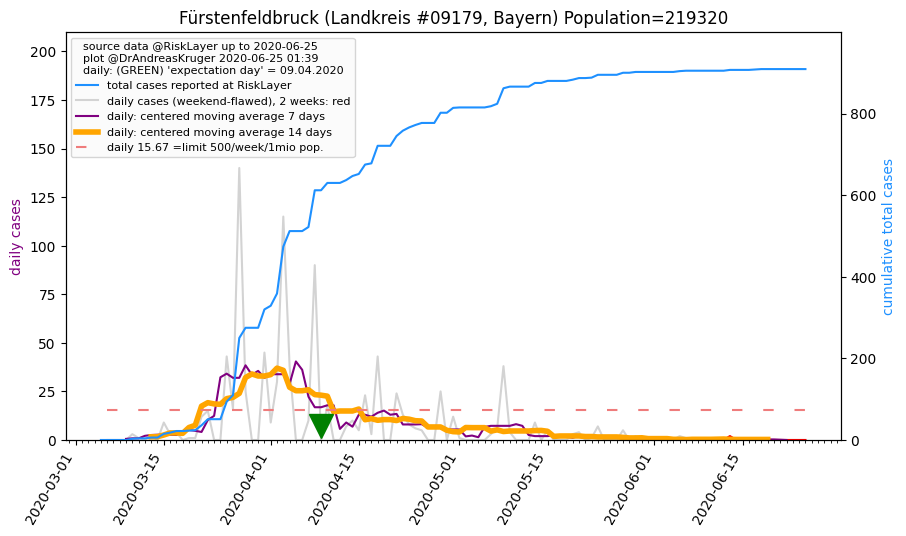 Fürstenfeldbruck (Landkreis #09179, Bayern) Population=219320
source data @RiskLayer up to 2020-06-25
plot @DrAndreasKruger 2020-06-25 01:39
daily: (GREEN) 'expectation day' = 09.04.2020
total cases reported at RiskLayer
daily cases (weekend-flawed), 2 weeks: red
daily: centered moving average 7 days
daily: centered moving average 14 days
daily 15.67 =limit 500/week/1mio pop.
daily cases
200
175
150
125
100
75
50
25
0
cumulative total cases
800
600
400
200
0
2020-03-01
2020-03-15
2020-04-01
2020-04-15
2020-05-01
2020-05-15
2020-06-01
2020-06-15